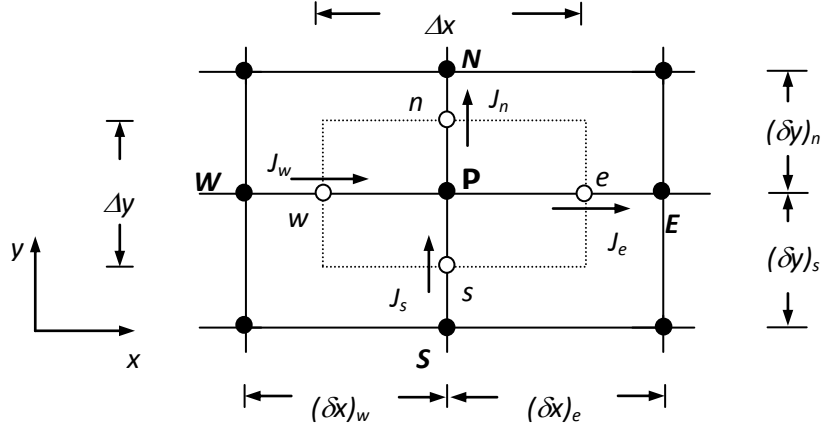 Δx
N
n
J_n
(δy)_n
J_w
W
P
e
E
Δy
w
J_e
y
(δy)_s
J_s
s
x
S
(δx)_w
(δx)_e